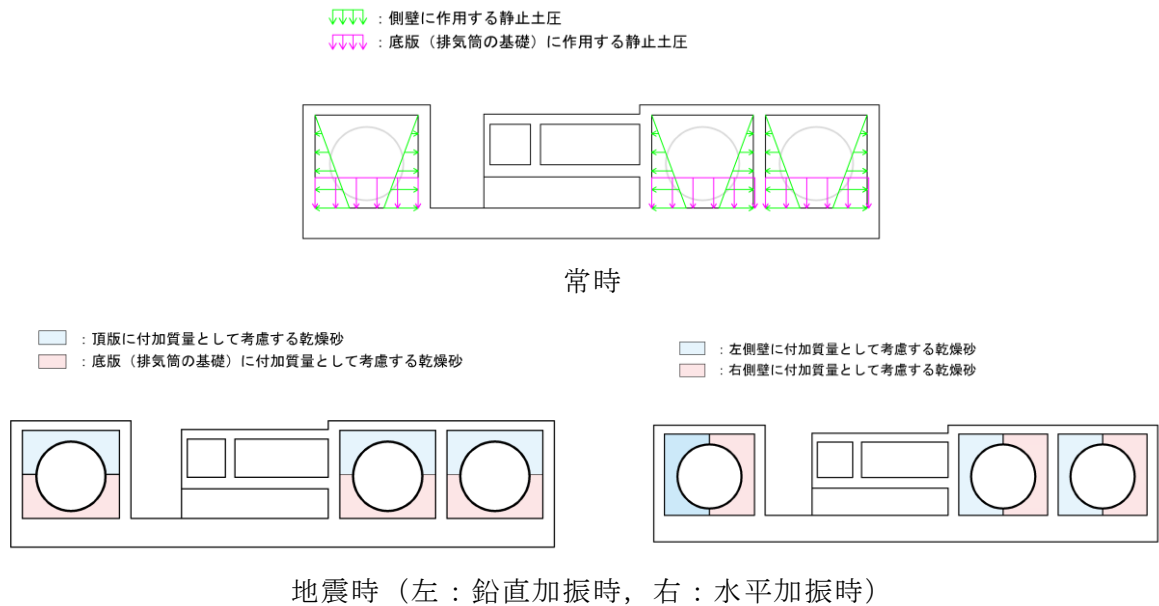 ：側壁に作用する静止土圧
：底版（排気筒の基礎）に作用する静止土圧
常時
：頂版に付加質量として考慮する乾燥砂
：底版（排気筒の基礎）に付加質量として考慮する乾燥砂
：左側壁に付加質量として考慮する乾燥砂
：右側壁に付加質量として考慮する乾燥砂
地震時（左：鉛直加振時，右：水平加振時）